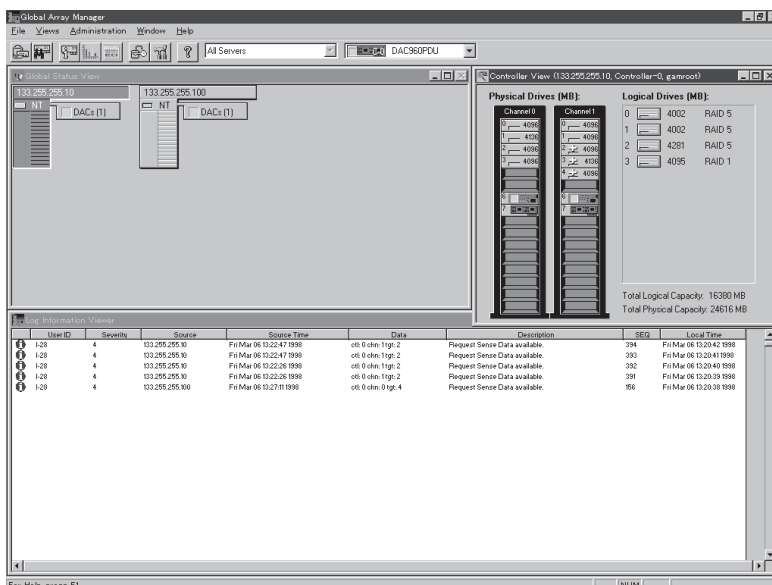 Global Array Manager
File Views Administration Window Help
All Servers
DAC960PDU
Global Status View
133.255.255.10
NT
DACs (1)
133.255.255.100
NT
DACs (1)
Controller View (133.255.255.10, Controller-0, gamroot)
Physical Drives (MB):
Channel 0
0 4096
1 4136
2 4096
3 4096
6
7
Channel 1
0 4096
1 4096
2 4096
3 4136
4 4096
6
7
Logical Drives (MB):
0 4002 RAID 5
1 4002 RAID 5
2 4281 RAID 5
3 4095 RAID 1
Total Logical Capacity: 16380 MB
Total Physical Capacity: 24616 MB
Log Information Viewer
User ID Severity Source Source Time Data Description SEQ Local Time
I-28 4 133.255.255.10 Fri Mar 06 13:22:47 1998 ctl: 0 chn: 1 tgt: 2 Request Sense Data available. 394 Fri Mar 06 13:20:42 1998
I-28 4 133.255.255.10 Fri Mar 06 13:22:47 1998 ctl: 0 chn: 1 tgt: 2 Request Sense Data available. 393 Fri Mar 06 13:20:41 1998
I-28 4 133.255.255.10 Fri Mar 06 13:22:26 1998 ctl: 0 chn: 1 tgt: 2 Request Sense Data available. 392 Fri Mar 06 13:20:40 1998
I-28 4 133.255.255.10 Fri Mar 06 13:22:26 1998 ctl: 0 chn: 1 tgt: 2 Request Sense Data available. 391 Fri Mar 06 13:20:39 1998
I-28 4 133.255.255.100 Fri Mar 06 13:27:11 1998 ctl: 0 chn: 0 tgt: 4 Request Sense Data available. 156 Fri Mar 06 13:20:38 1998
For Help, press F1
NUM